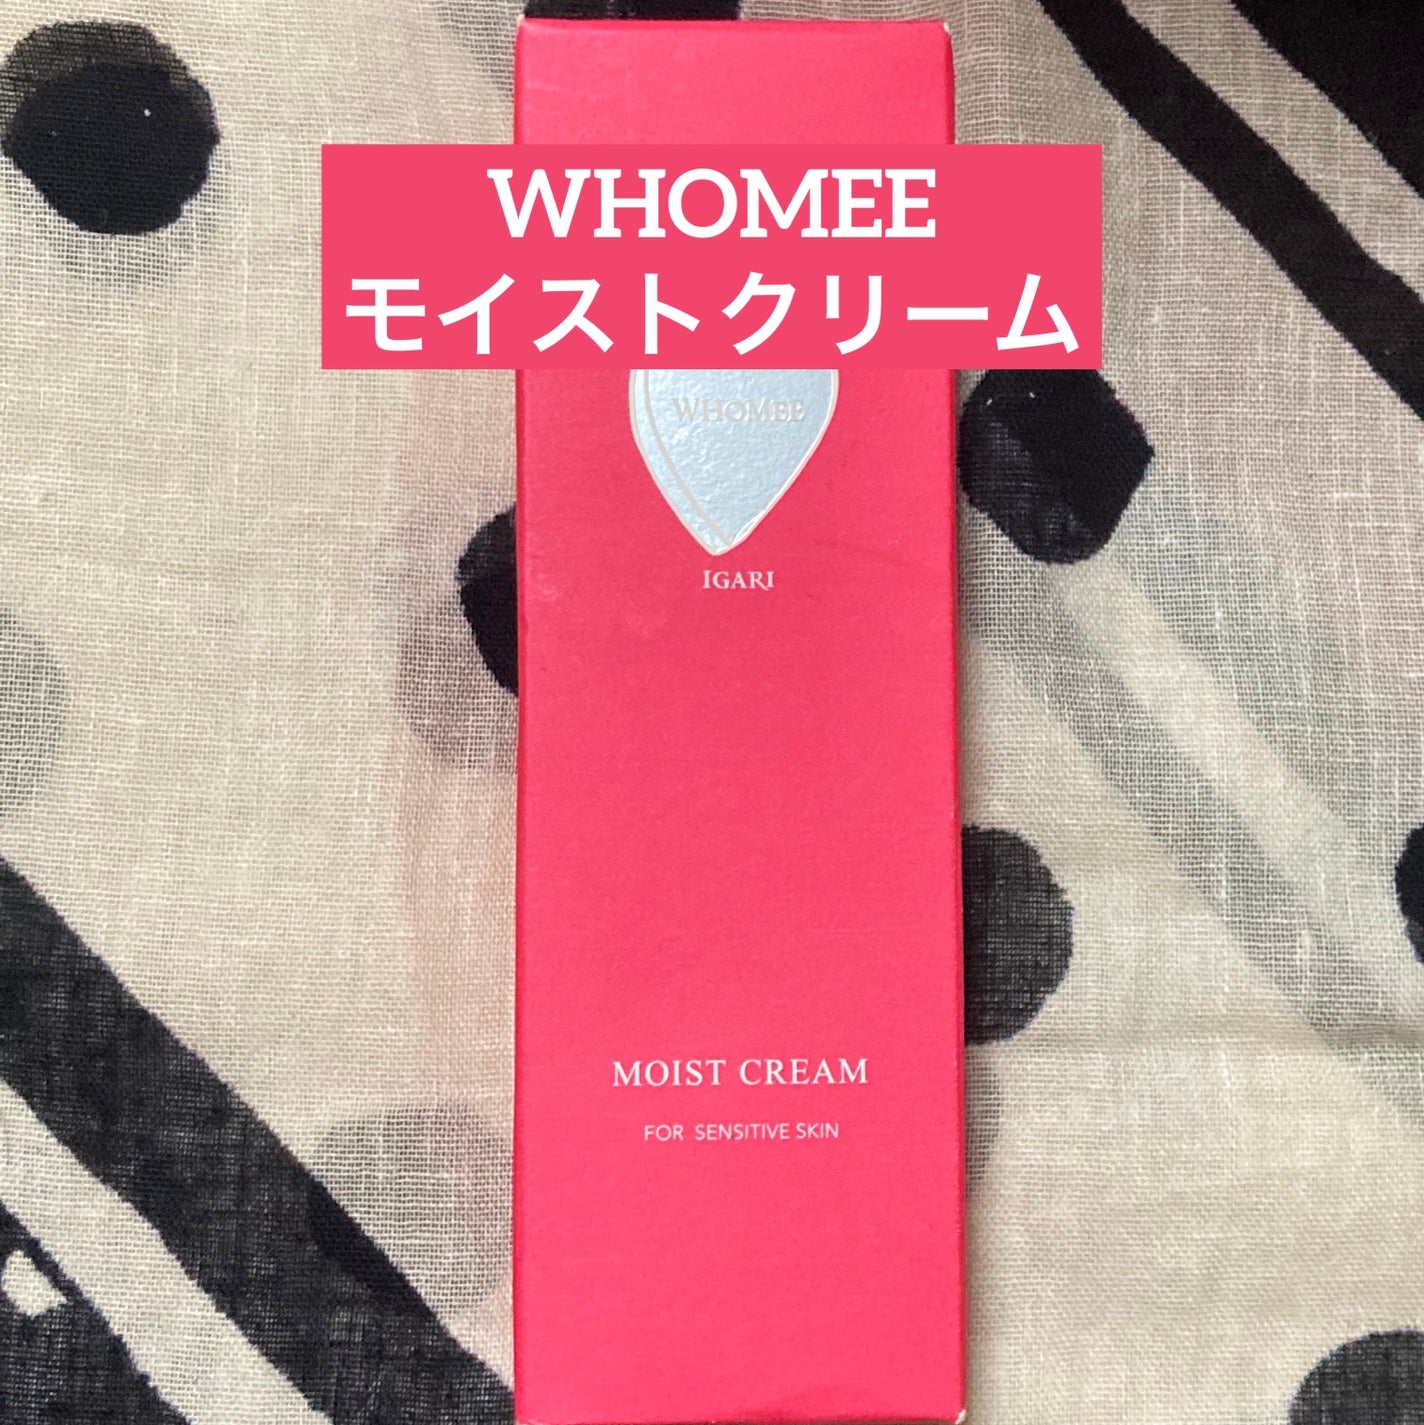 WHOMEE
モイストクリーム
WHOMEE
IGARI
MOIST CREAM
FOR SENSITIVE SKIN